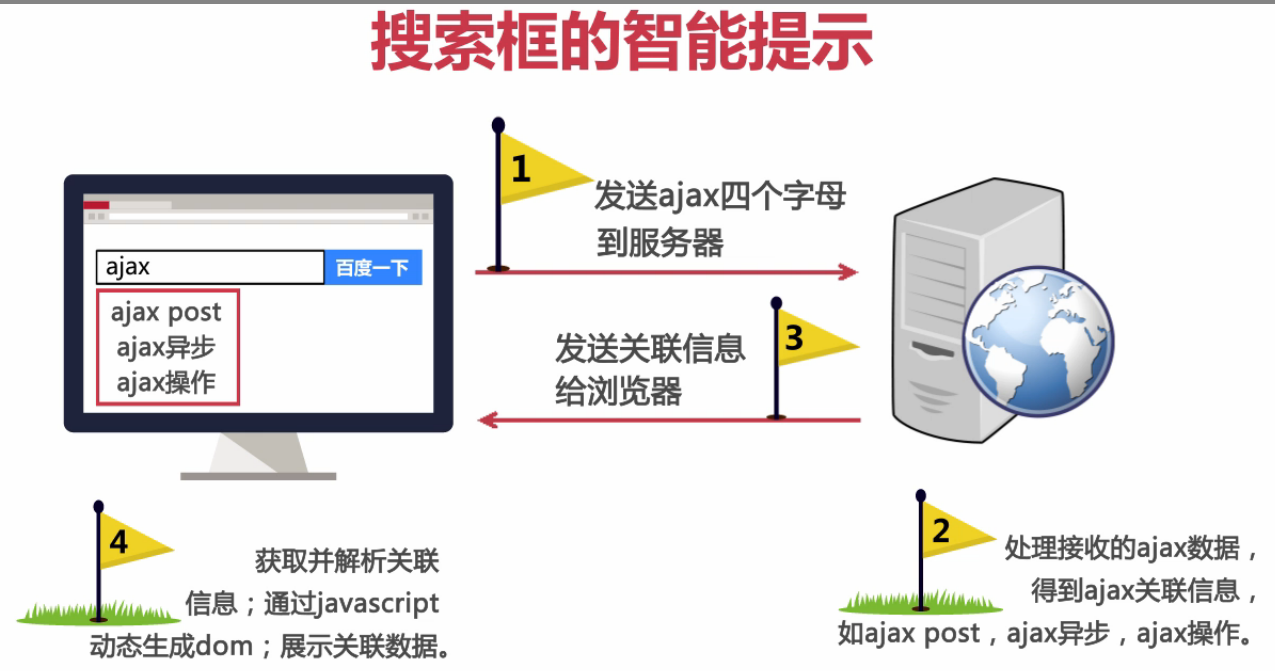 搜索框的智能提示
ajax
百度一下
ajax post
ajax异步
ajax操作
1
发送ajax四个字母
到服务器
2
处理接收的ajax数据，
得到ajax关联信息，
如ajax post，ajax异步，ajax操作。
3
发送关联信息
给浏览器
4
获取并解析关联
信息；通过javascript
动态生成dom；展示关联数据。